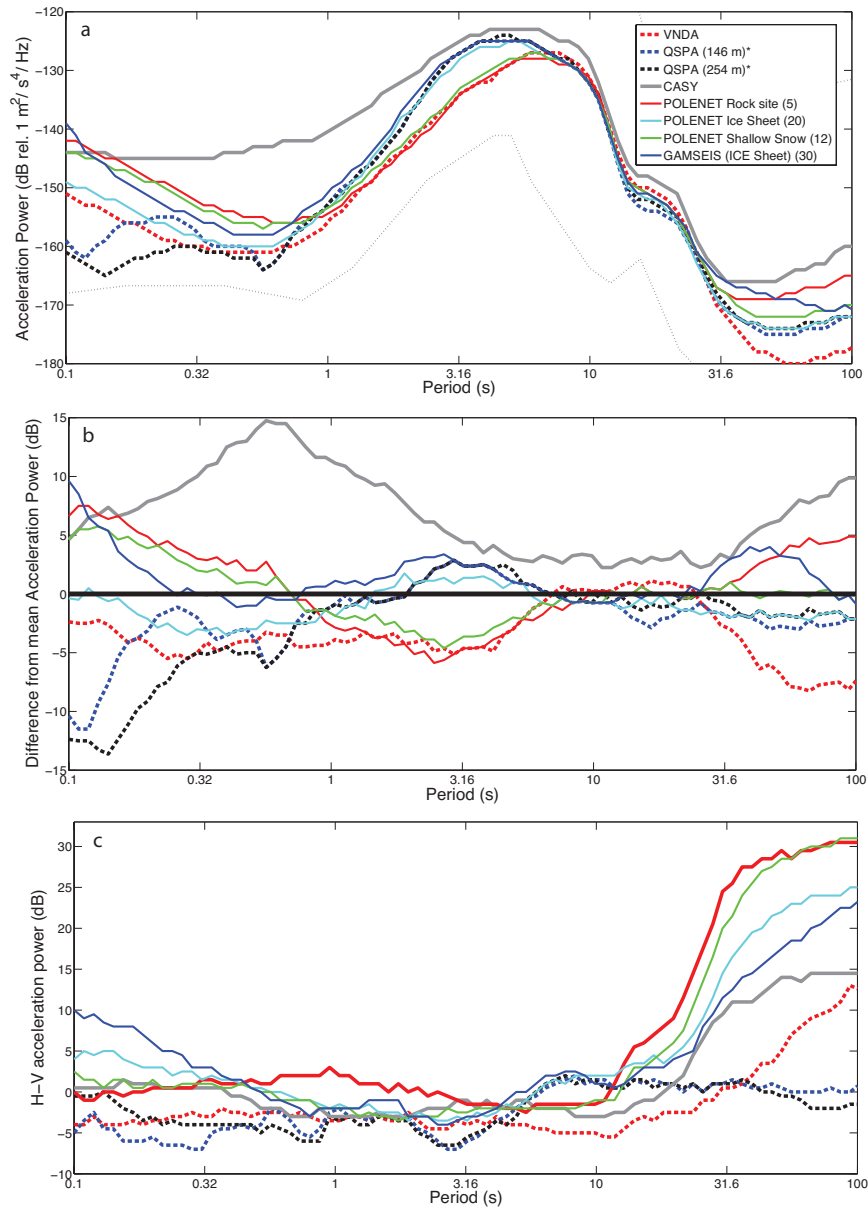 a
−120
−130
−140
−150
−160
−170
−180
Acceleration Power (dB rel. 1 m²/ s⁴/ Hz)
VNDA
QSPA (146 m)*
QSPA (254 m)*
CASY
POLENET Rock site (5)
POLENET Ice Sheet (20)
POLENET Shallow Snow (12)
GAMSEIS (ICE Sheet) (30)
0.1 0.32 1 3.16 10 31.6 100
Period (s)
b
15
10
5
0
−5
−10
−15
Difference from mean Acceleration Power (dB)
0.1 0.32 1 3.16 10 31.6 100
Period (s)
c
30
25
20
15
10
5
0
−5
−10
H−V acceleration power (dB)
0.1 0.32 1 3.16 10 31.6 100
Period (s)